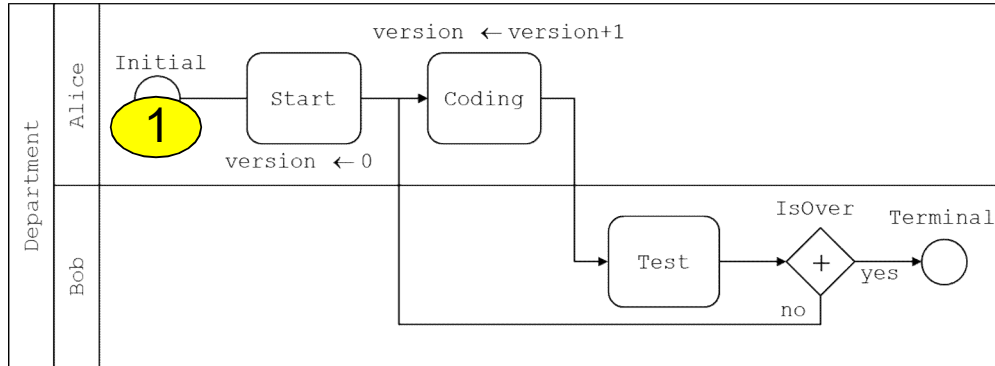 Department
Alice
Initial
1
Start
version ← 0
version ← version+1
Coding
Bob
Test
IsOver
+
yes
no
Terminal